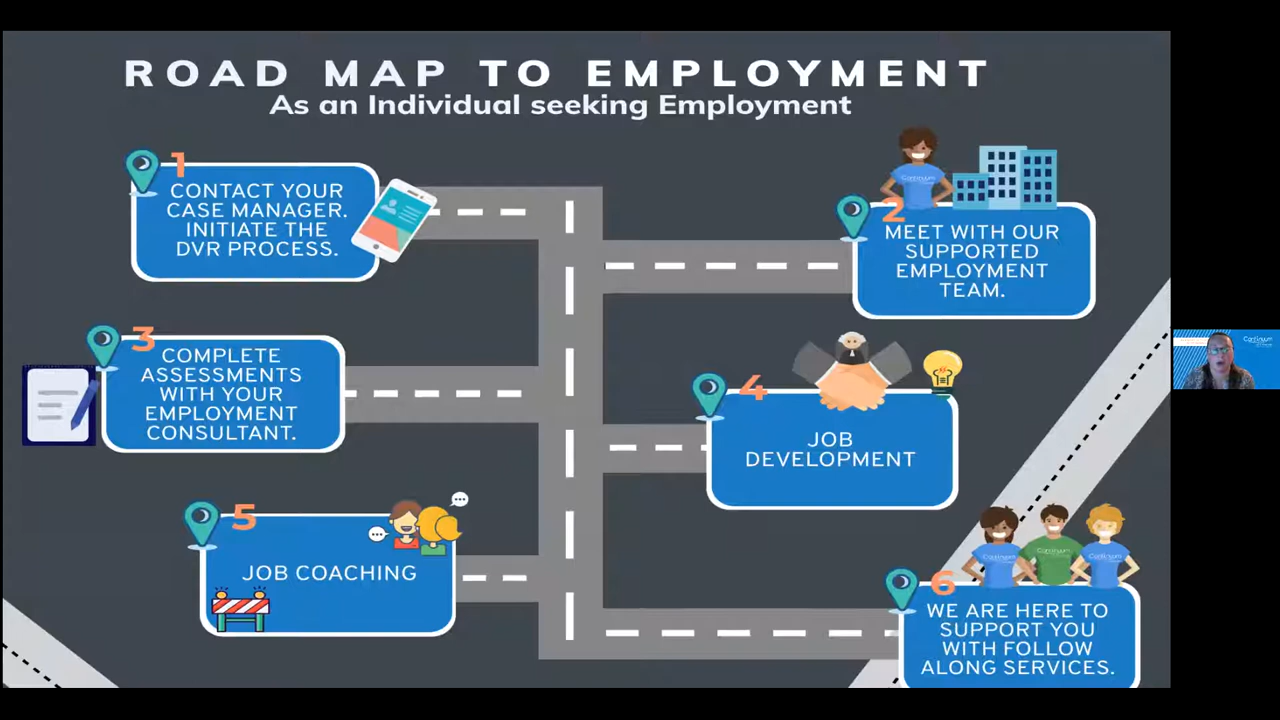 ROAD MAP TO EMPLOYMENT
As an Individual seeking Employment
1
CONTACT YOUR
CASE MANAGER.
INITIATE THE
DVR PROCESS.
2
MEET WITH OUR
SUPPORTED
EMPLOYMENT
TEAM.
3
COMPLETE
ASSESSMENTS
WITH YOUR
EMPLOYMENT
CONSULTANT.
4
JOB
DEVELOPMENT
5
JOB COACHING
6
WE ARE HERE TO
SUPPORT YOU
WITH FOLLOW
ALONG SERVICES.